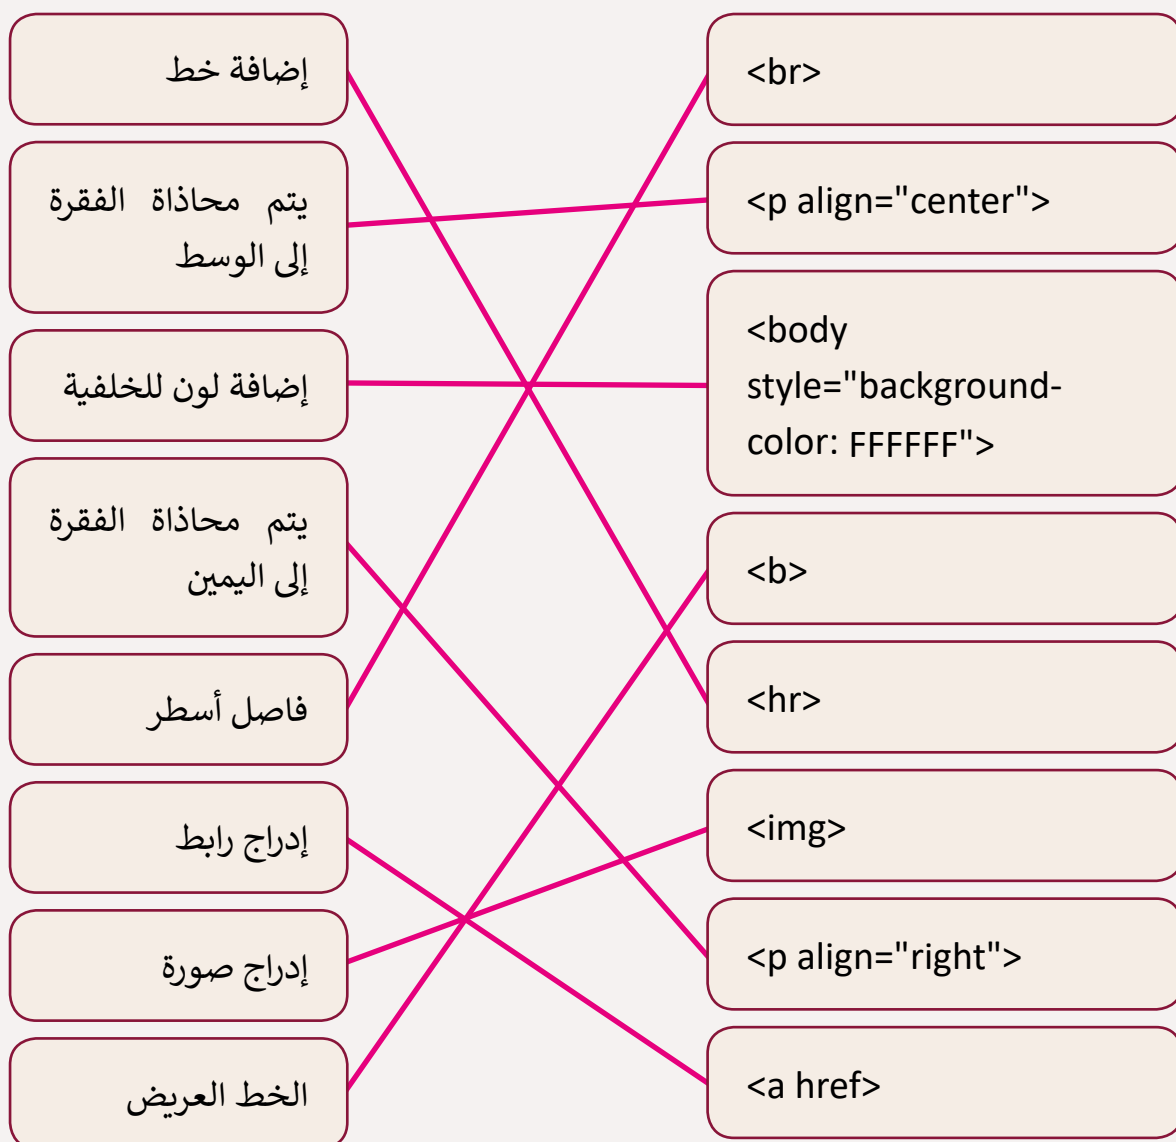 إضافة خط
يتم محاذاة الفقرة
إلى الوسط
إضافة لون للخلفية
يتم محاذاة الفقرة
إلى اليمين
فاصل أسطر
إدراج رابط
إدراج صورة
الخط العريض
<br>
<p align="center">
<body
style="background-
color: FFFFFF">
<b>
<hr>
<img>
<p align="right">
<a href>